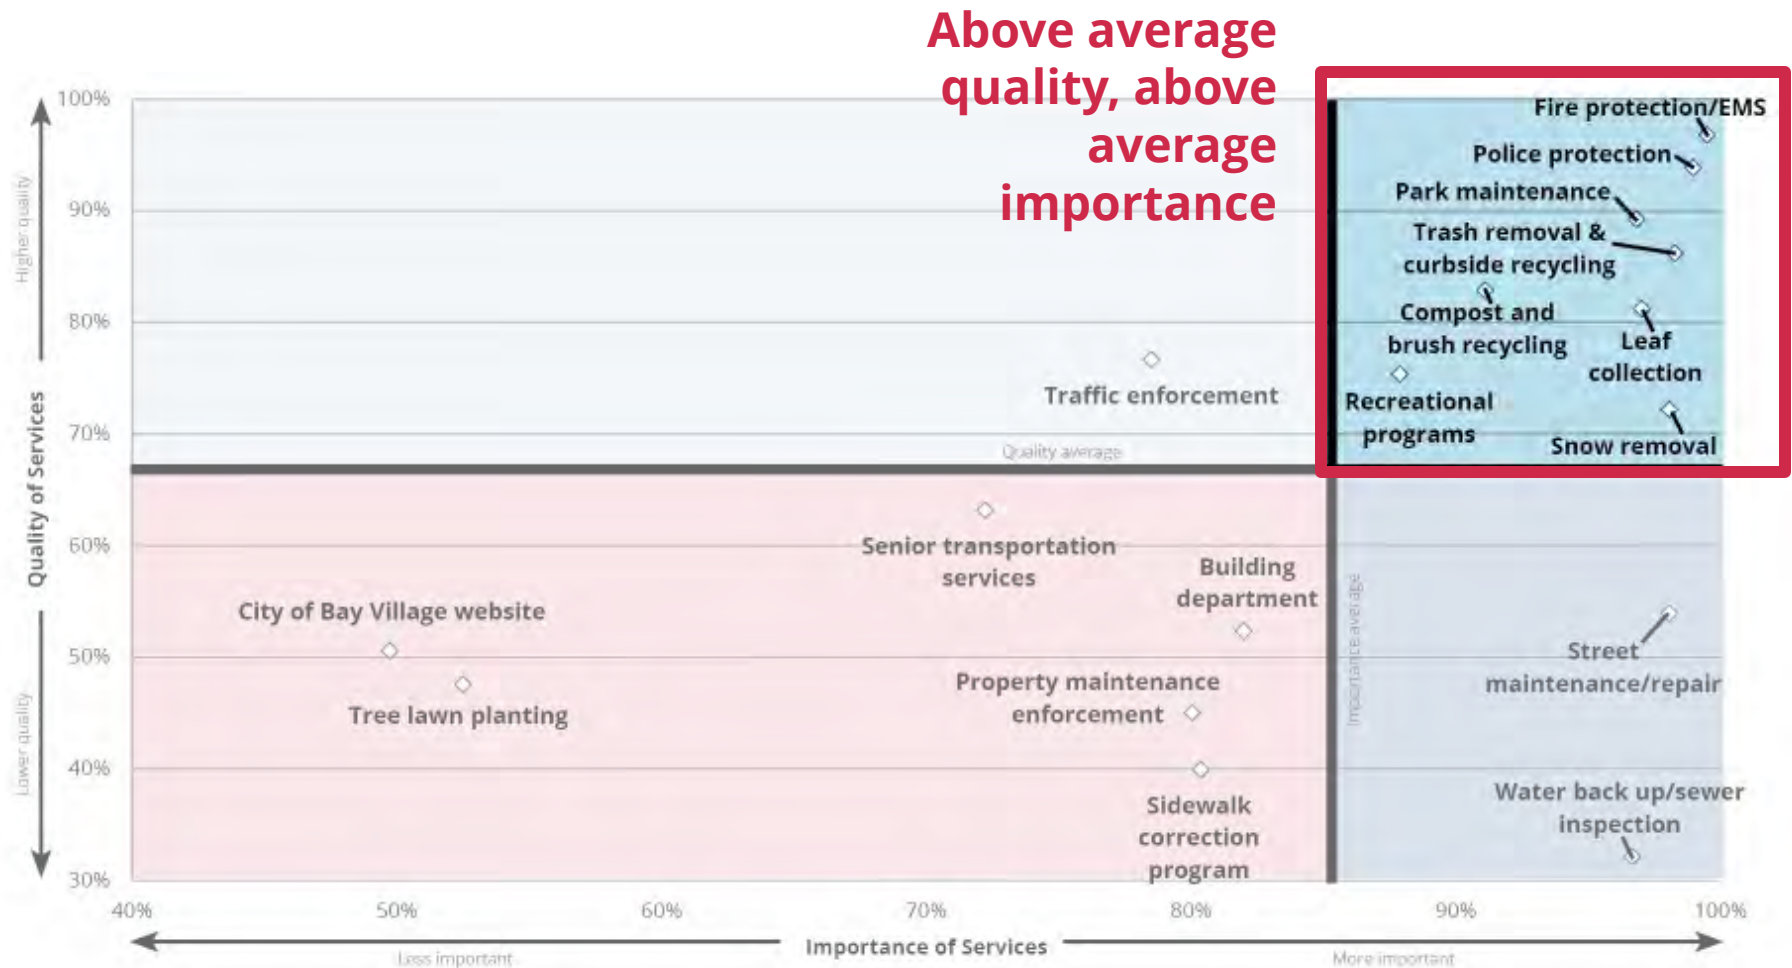 Above average
quality, above
average
importance
100%
90%
80%
70%
60%
50%
40%
30%
Higher quality
Quality of Services
Lower quality
Fire protection/EMS
Police protection
Park maintenance
Trash removal &
curbside recycling
Compost and
brush recycling
Leaf
collection
Recreational
programs
Snow removal
Traffic enforcement
Quality average
Senior transportation
services
Building
department
City of Bay Village website
Tree lawn planting
Property maintenance
enforcement
Sidewalk
correction
program
Importance average
Street
maintenance/repair
Water back up/sewer
inspection
40%
50%
60%
70%
80%
90%
100%
Less important
Importance of Services
More important